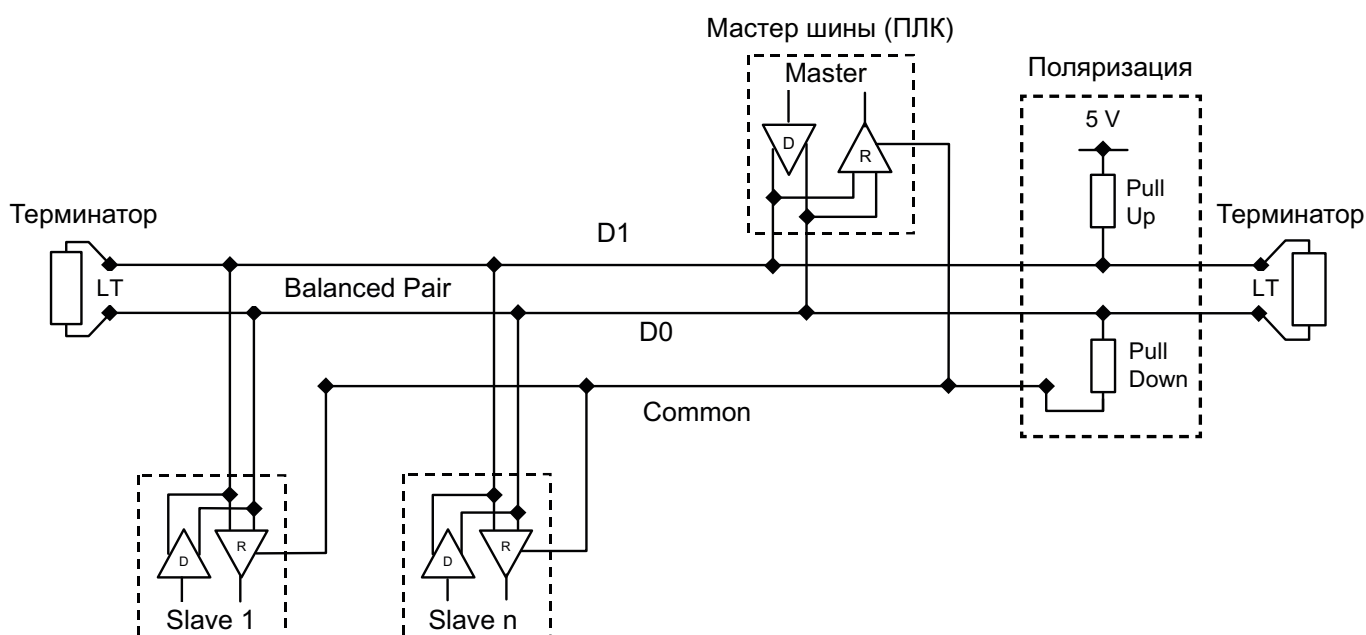 Мастер шины (ПЛК)
Master
D
R
Поляризация
5 V
Pull
Up
Терминатор
LT
D1
Balanced Pair
D0
Терминатор
LT
Pull
Down
Common
D
R
Slave 1
D
R
Slave n